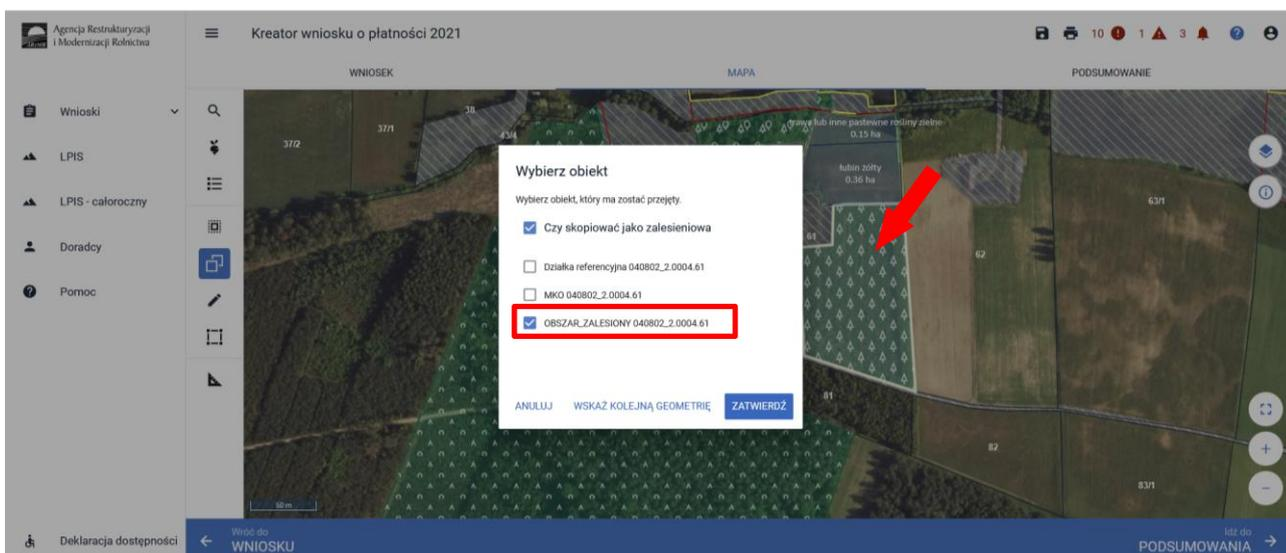 Agencja Restrukturyzacji
i Modernizacji Rolnictwa
Kreator wniosku o płatności 2021
10 1 3
WNIOSEK MAPA PODSUMOWANIE
Wnioski
LPIS
LPIS - całoroczny
Doradcy
Pomoc
Deklaracja dostępności
38
37/1
37/2
43/4
trawa lub inne pastewne rośliny zielne
0.15 ha
łubin żółty
0.36 ha
61
62
63/1
81
82
83/1
50 m
Wybierz obiekt
Wybierz obiekt, który ma zostać przejęty.
Czy skopiować jako zalesieniowa
Działka referencyjna 040802_2.0004.61
MKO 040802_2.0004.61
OBSZAR_ZALESIONY 040802_2.0004.61
ANULUJ WSKAŻ KOLEJNĄ GEOMETRIĘ ZATWIERDŹ
Wróć do
WNIOSKU
Idź do
PODSUMOWANIA